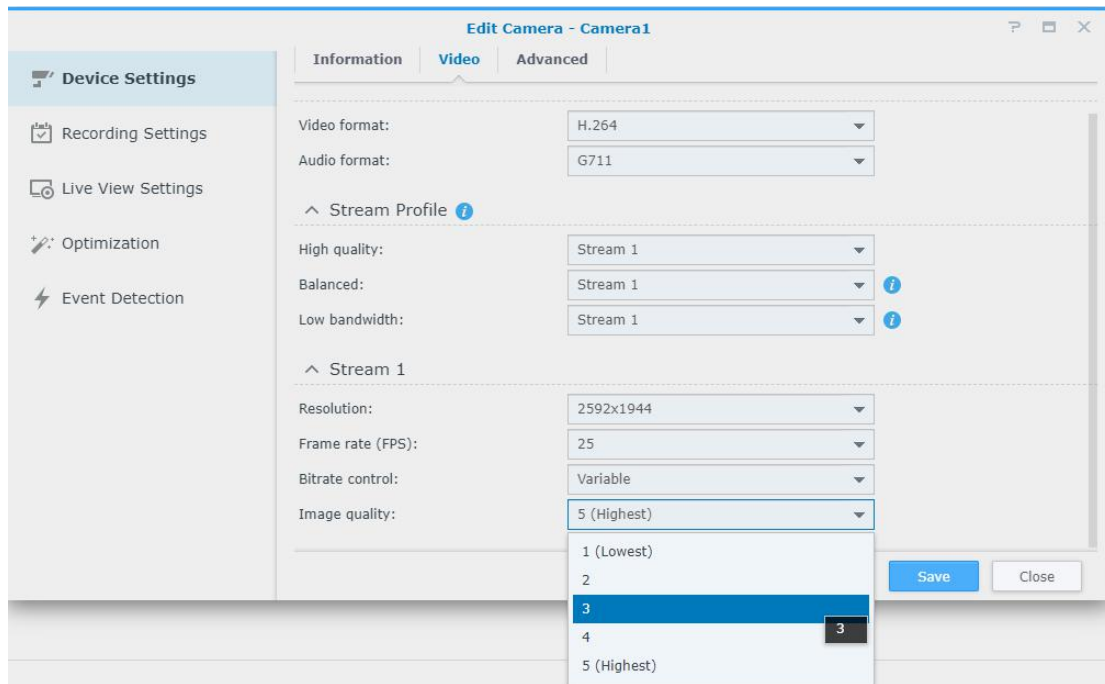 Edit Camera - Camera1
Information Video Advanced
Device Settings
Recording Settings
Live View Settings
Optimization
Event Detection
Video format: H.264
Audio format: G711
Stream Profile
High quality: Stream 1
Balanced: Stream 1
Low bandwidth: Stream 1
Stream 1
Resolution: 2592x1944
Frame rate (FPS): 25
Bitrate control: Variable
Image quality: 5 (Highest)
1 (Lowest)
2
3
3
4
5 (Highest)
Save Close